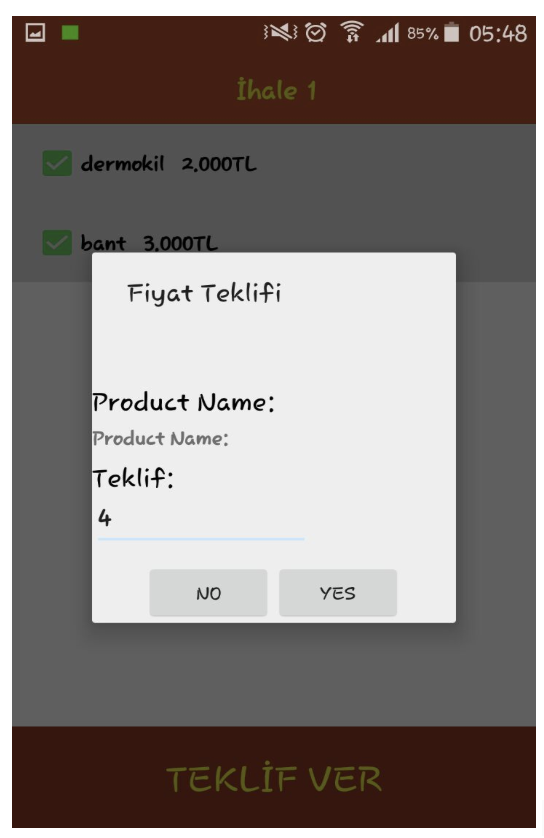 85% 05:48
İhale 1
dermokil 2.000TL
bant 3.000TL
Fiyat Teklifi
Product Name:
Product Name:
Teklif:
4
NO YES
TEKLİF VER